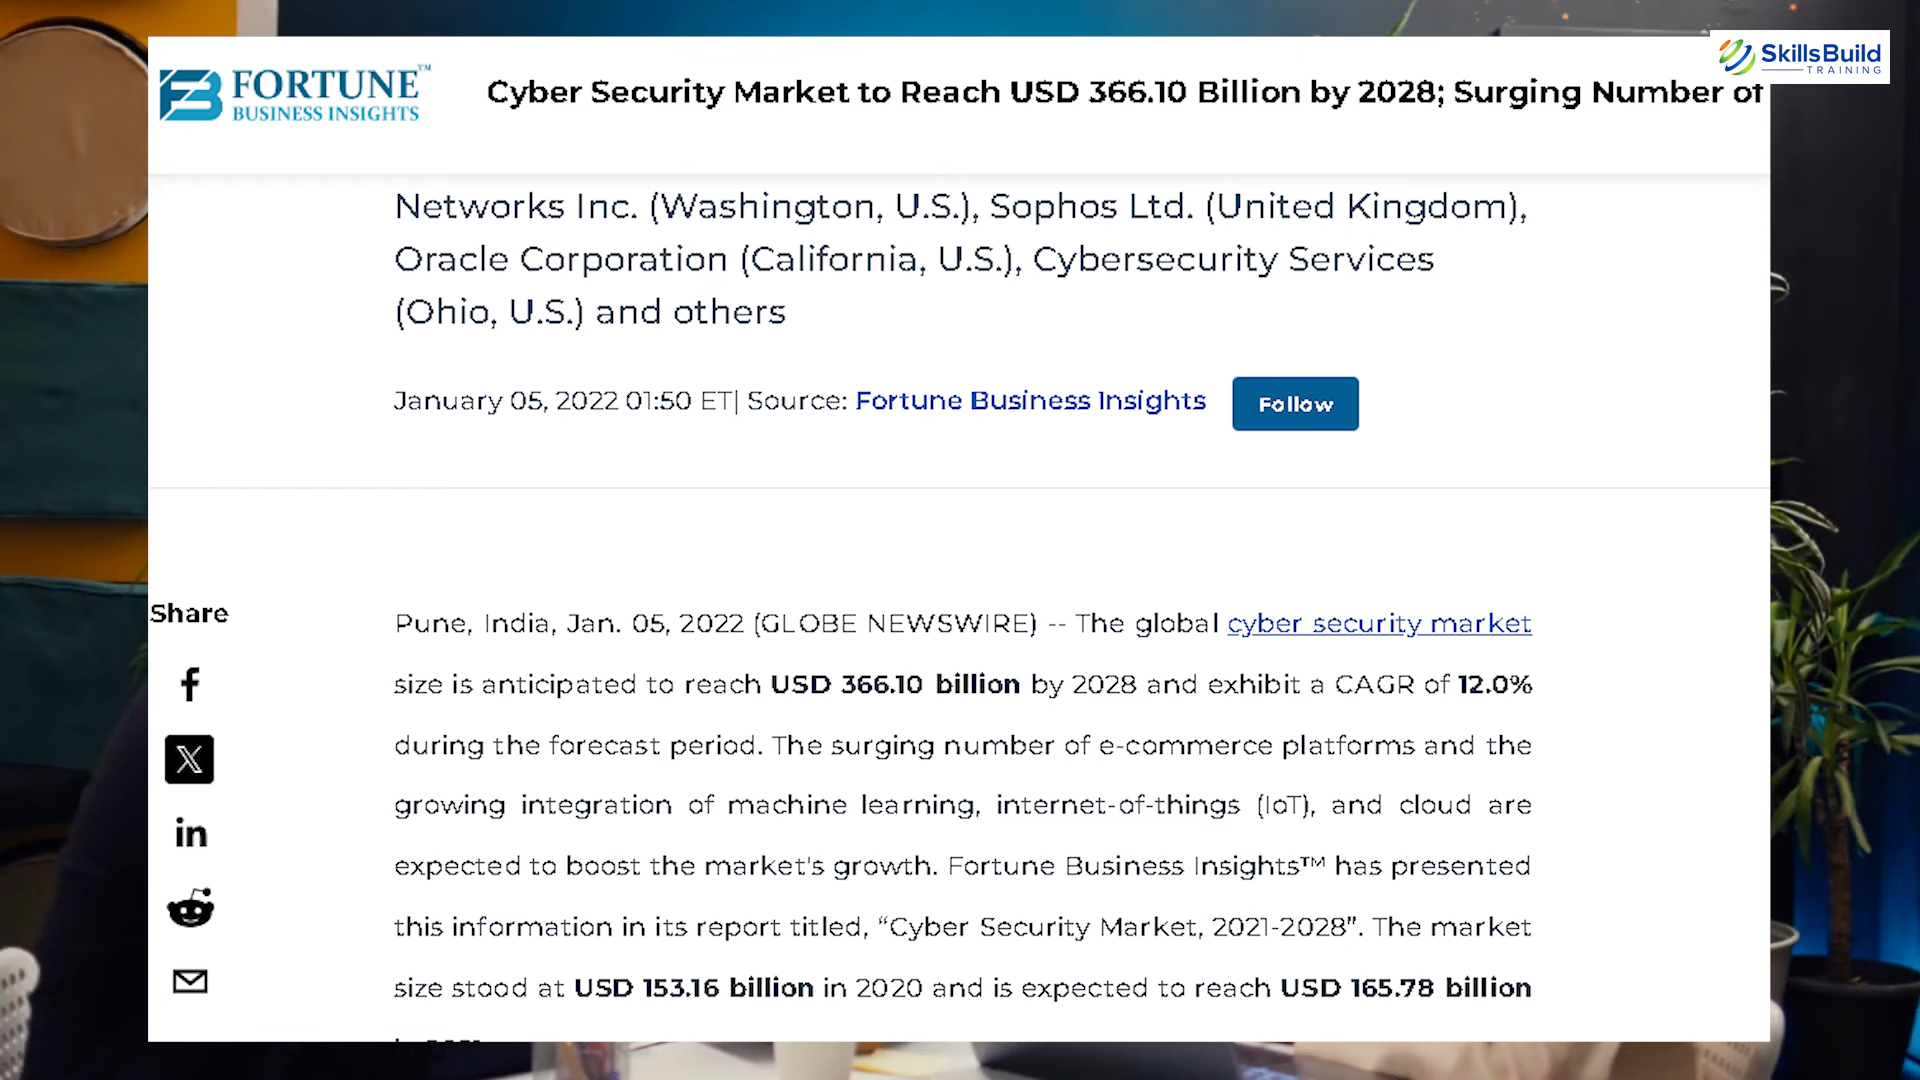 SkillsBuild
TRAINING
FORTUNE™
BUSINESS INSIGHTS
Cyber Security Market to Reach USD 366.10 Billion by 2028; Surging Number of
Networks Inc. (Washington, U.S.), Sophos Ltd. (United Kingdom),
Oracle Corporation (California, U.S.), Cybersecurity Services
(Ohio, U.S.) and others
January 05, 2022 01:50 ET| Source: Fortune Business Insights
Follow
Share
Pune, India, Jan. 05, 2022 (GLOBE NEWSWIRE) -- The global cyber security market
size is anticipated to reach USD 366.10 billion by 2028 and exhibit a CAGR of 12.0%
during the forecast period. The surging number of e-commerce platforms and the
growing integration of machine learning, internet-of-things (IoT), and cloud are
expected to boost the market's growth. Fortune Business Insights™ has presented
this information in its report titled, “Cyber Security Market, 2021-2028”. The market
size stood at USD 153.16 billion in 2020 and is expected to reach USD 165.78 billion